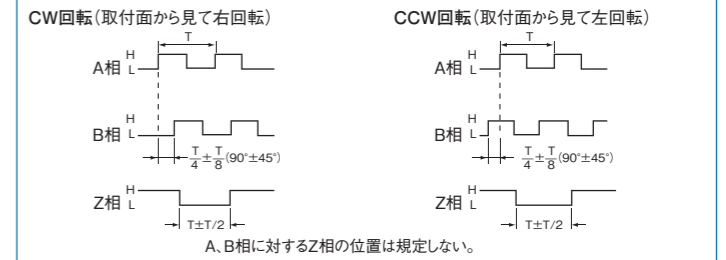 CW回転(取付面から見て右回転)
T
A相 H L
B相 H L
T/4±T/8(90°±45°)
Z相 H L
T±T/2
CCW回転(取付面から見て左回転)
T
A相 H L
B相 H L
T/4±T/8(90°±45°)
Z相 H L
T±T/2
A、B相に対するZ相の位置は規定しない。